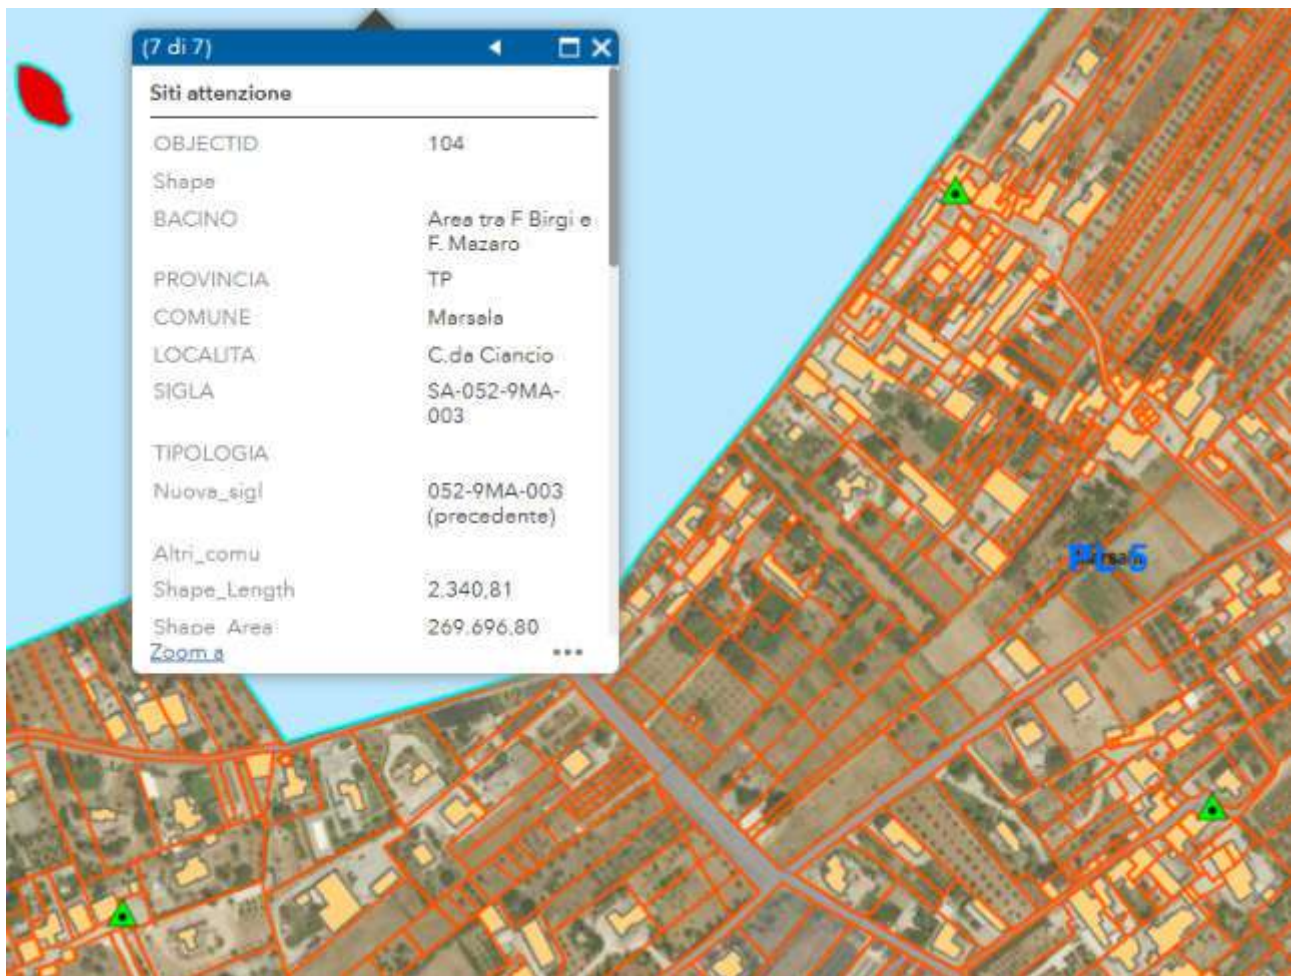 (7 di 7)
Siti attenzione
OBJECTID 104
Shape
BACINO Area tra F Birgi e
F. Mazaro
PROVINCIA TP
COMUNE Marsala
LOCALITA C.da Ciancio
SIGLA SA-052-9MA-
003
TIPOLOGIA
Nuova_sigl 052-9MA-003
(precedente)
Altri_comu
Shape_Length 2.340,81
Shape_Area 269.696,80
Zoom a